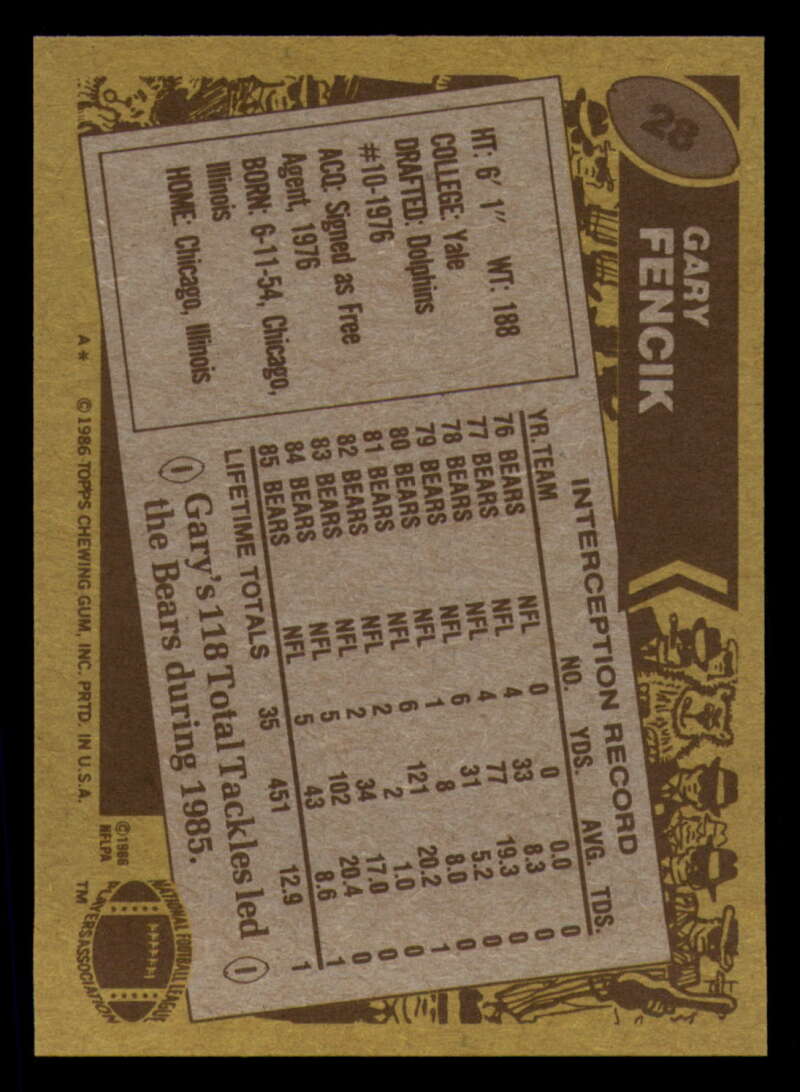 28
GARY
FENCIK
HT: 6' 1" WT: 188
COLLEGE: Yale
DRAFTED: Dolphins
#10-1976
ACQ: Signed as Free
Agent, 1976
BORN: 6-11-54, Chicago,
Illinois
HOME: Chicago, Illinois
INTERCEPTION RECORD
YR. TEAM NO. YDS. AVG. TDS.
76 BEARS NFL 0 0 0.0 0
77 BEARS NFL 4 33 8.3 0
78 BEARS NFL 4 77 19.3 0
79 BEARS NFL 6 31 5.2 0
80 BEARS NFL 1 8 8.0 0
81 BEARS NFL 6 121 20.2 1
82 BEARS NFL 2 2 1.0 0
83 BEARS NFL 2 34 17.0 0
84 BEARS NFL 5 102 20.4 0
85 BEARS NFL 5 43 8.6 1
LIFETIME TOTALS 35 451 12.9 1
Gary's 118 Total Tackles led
the Bears during 1985.
A* ©1986 TOPPS CHEWING GUM, INC. PRTD. IN U.S.A.
©1986
NFLPA
NATIONAL FOOTBALL LEAGUE
PLAYERS ASSOCIATION
TM